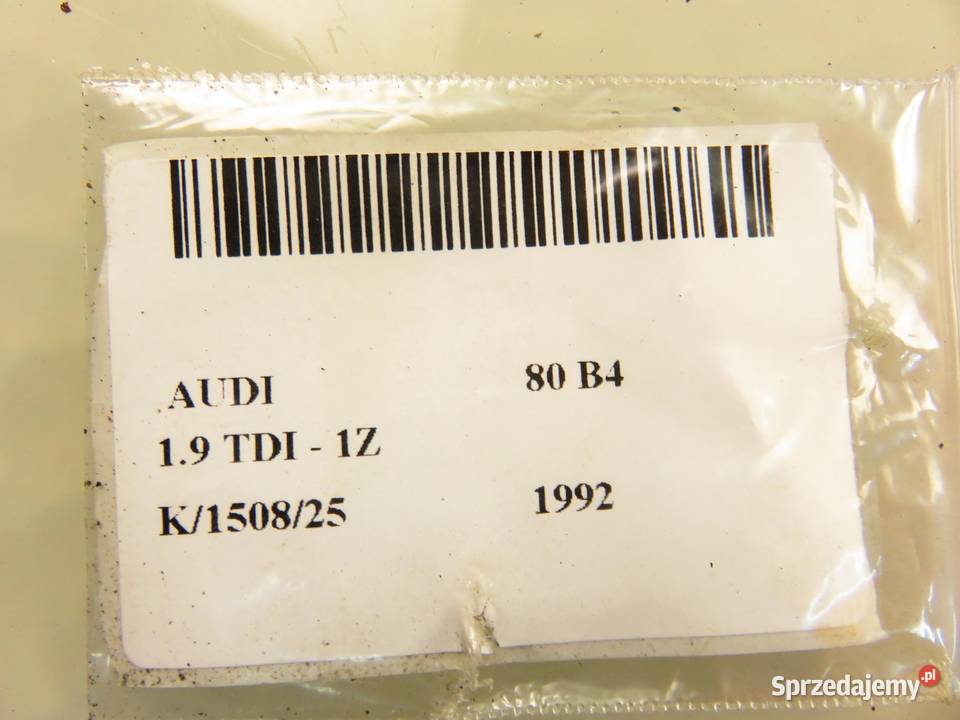 AUDI 80 B4
1.9 TDI - 1Z
K/1508/25 1992
Sprzedajemy.pl